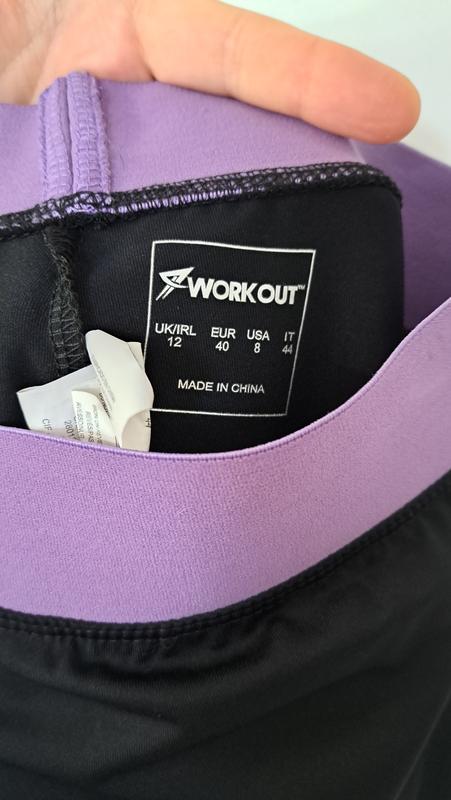 WORKOUT™
UK/IRL EUR USA IT
12 40 8 44
MADE IN CHINA